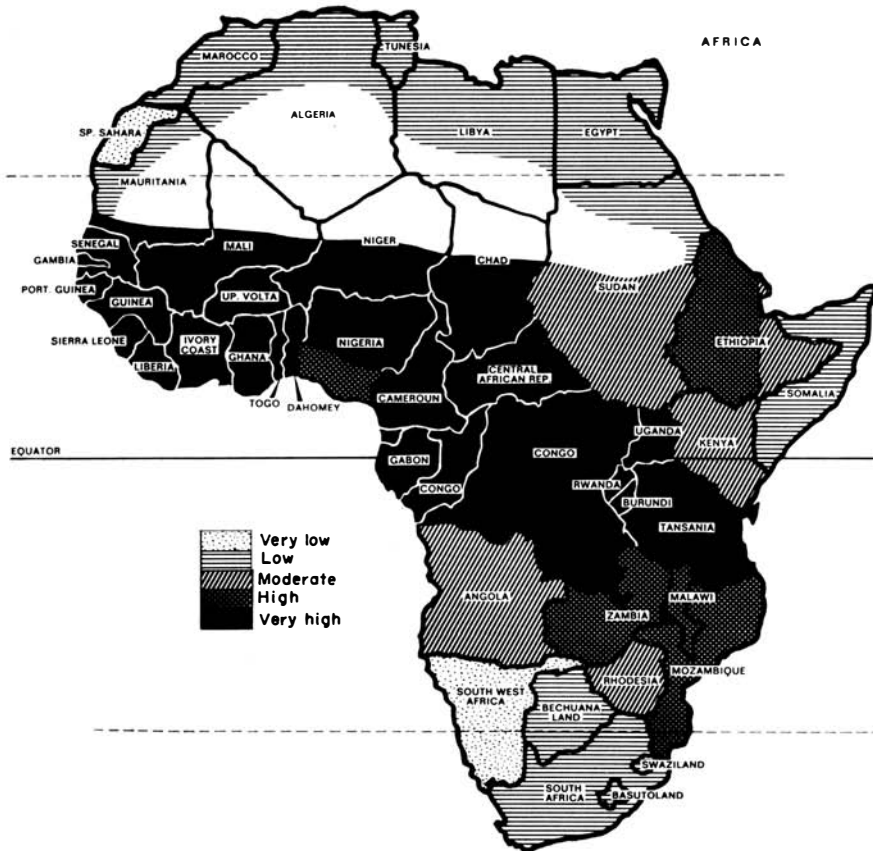 AFRICA
TUNESIA
MAROCCO
ALGERIA
LIBYA
EGYPT
SP. SAHARA
MAURITANIA
SENEGAL
MALI
NIGER
GAMBIA
CHAD
PORT. GUINEA
SUDAN
GUINEA
UP. VOLTA
SIERRA LEONE
IVORY
COAST
NIGERIA
ETHIOPIA
GHANA
LIBERIA
CENTRAL
AFRICAN REP.
SOMALIA
CAMEROUN
TOGO
DAHOMEY
UGANDA
KENYA
EQUATOR
GABON
CONGO
RWANDA
CONGO
BURUNDI
TANSANIA
Very low
Low
Moderate
High
Very high
ANGOLA
MALAWI
ZAMBIA
MOZAMBIQUE
RHODESIA
SOUTH WEST
AFRICA
BECHUANA
LAND
SWAZILAND
SOUTH
AFRICA
BASUTOLAND